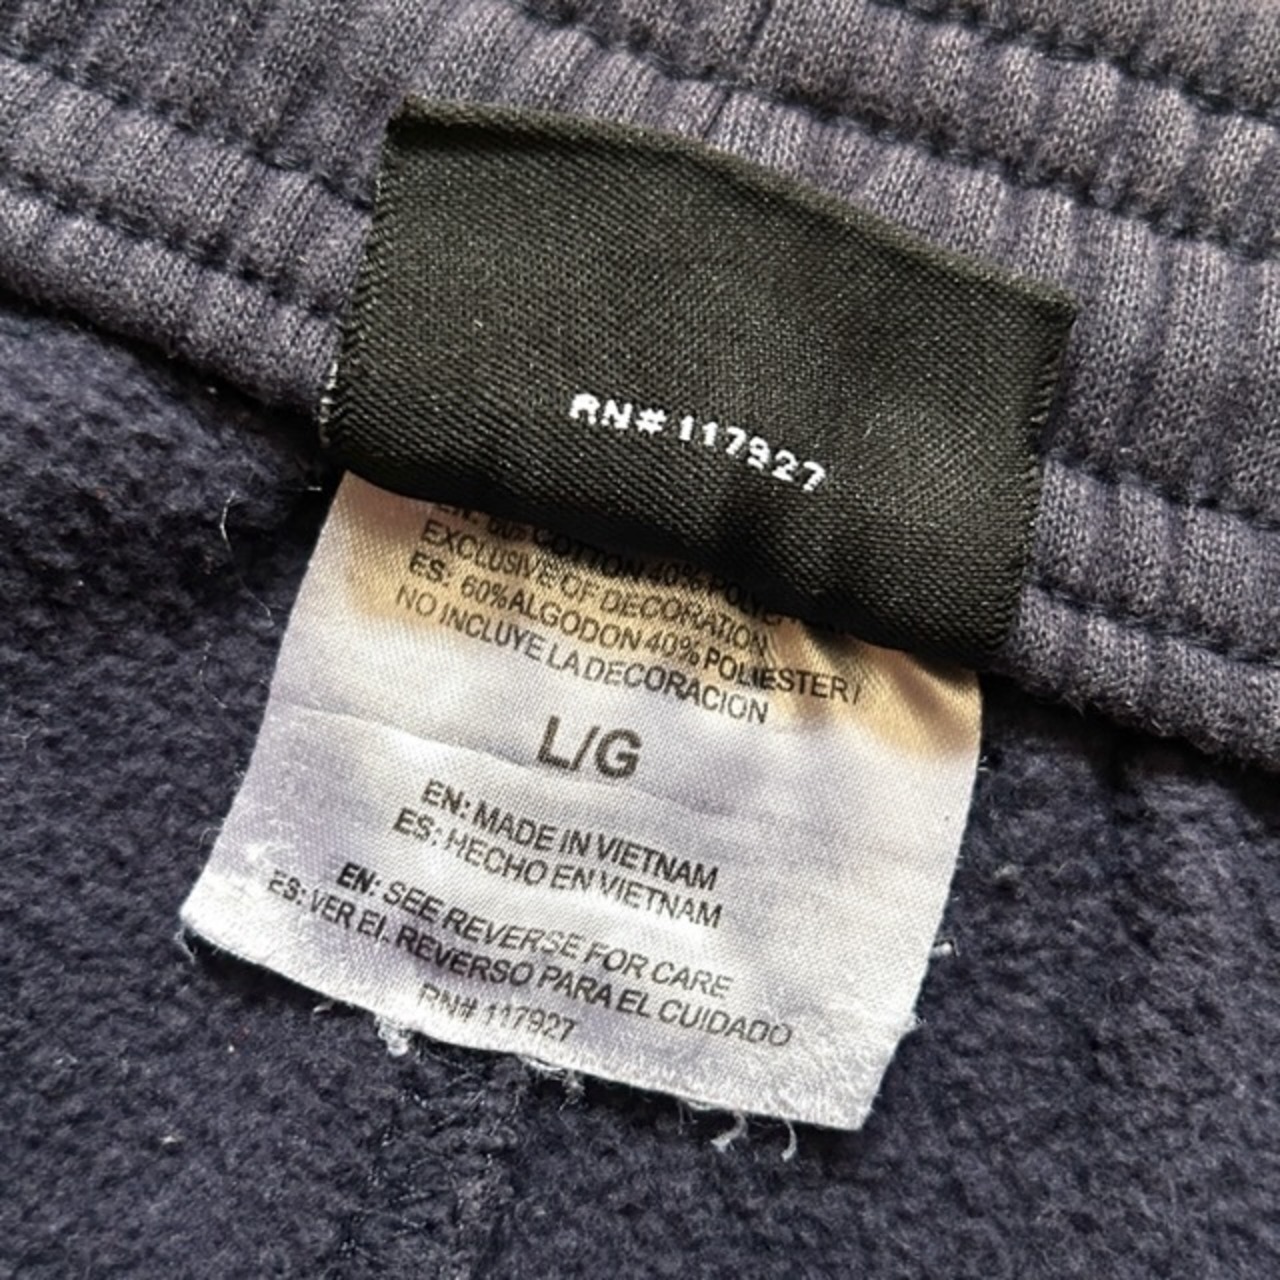 RN# 117927
EN: 60% COTTON 40% POLYESTER
EXCLUSIVE OF DECORATION
ES: 60% ALGODON 40% POLIESTER /
NO INCLUYE LA DECORACION
L/G
EN: MADE IN VIETNAM
ES: HECHO EN VIETNAM
EN: SEE REVERSE FOR CARE
ES: VER EL REVERSO PARA EL CUIDADO
RN# 117927